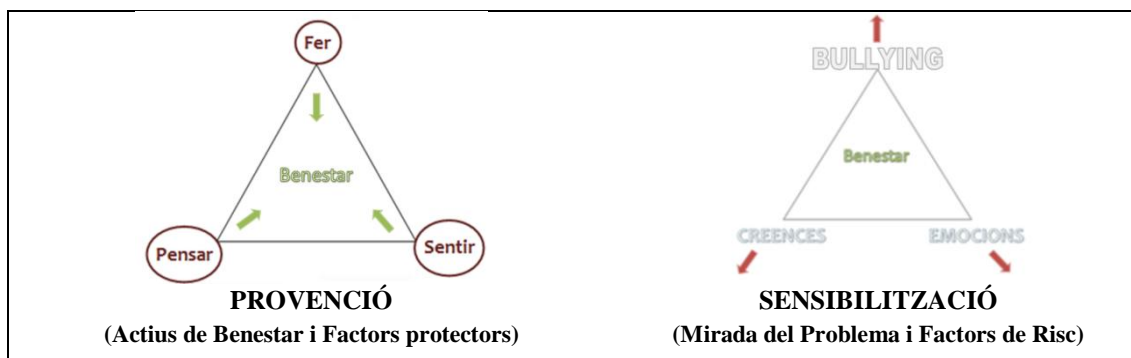 Fer
Benestar
Pensar
Sentir
PROVENCIÓ
(Actius de Benestar i Factors protectors)
BULLYING
Benestar
CREENCES
EMOCIONS
SENSIBILITZACIÓ
(Mirada del Problema i Factors de Risc)